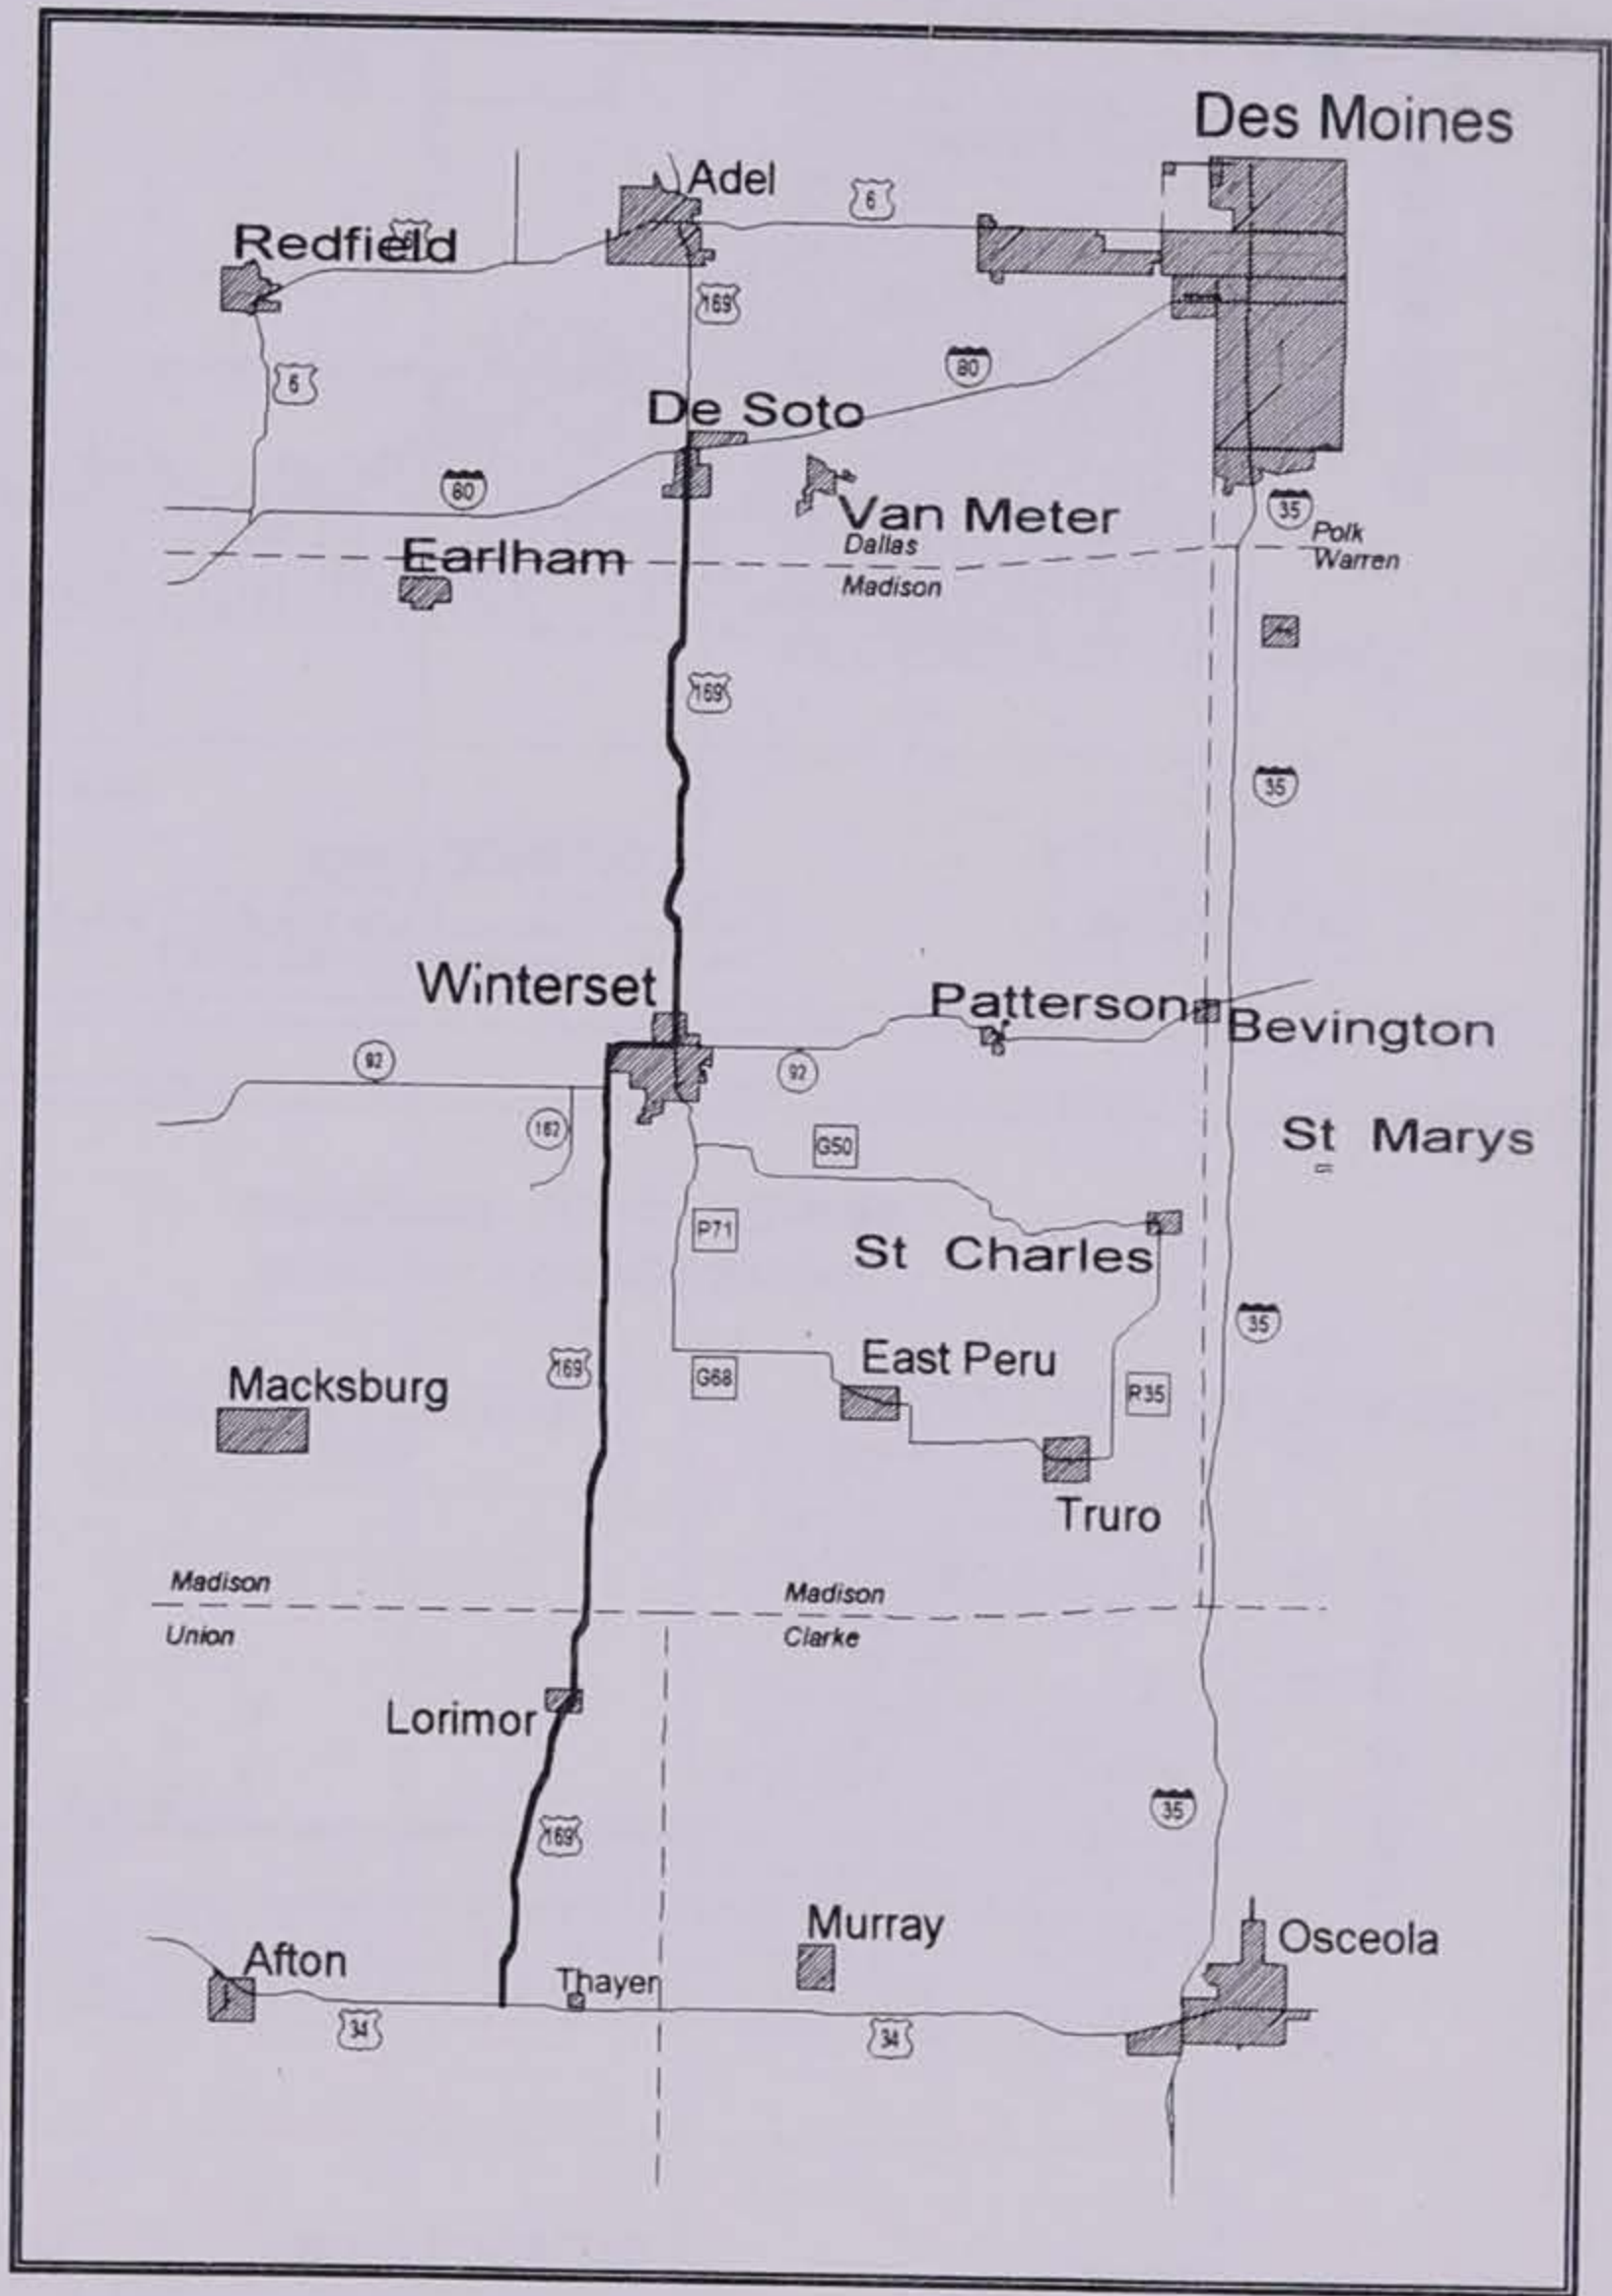 Des Moines
Adel
6
Redfield
6
169
6
80
De Soto
80
Van Meter
35
Polk
Warren
Dallas
Madison
Earlham
169
35
Winterset
Patterson
Bevington
92
92
162
G50
St Marys
P71
St Charles
35
East Peru
169
G68
R35
Macksburg
Truro
Madison
Union
Madison
Clarke
Lorimor
35
169
Murray
Osceola
Afton
Thayer
34
34